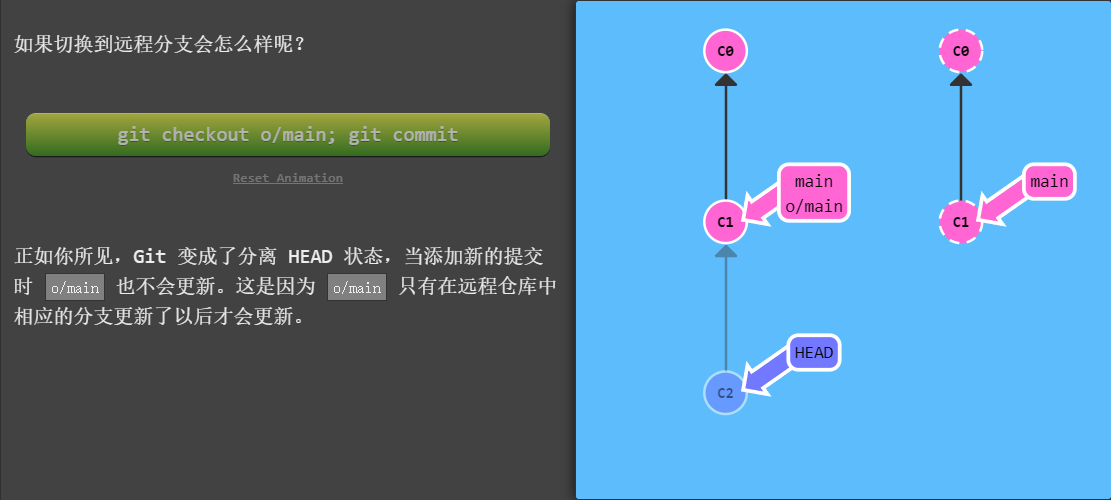 如果切换到远程分支会怎么样呢？
git checkout o/main; git commit
Reset Animation
正如你所见，Git 变成了分离 HEAD 状态，当添加新的提交
时 o/main 也不会更新。这是因为 o/main 只有在远程仓库中
相应的分支更新了以后才会更新。
C0
C0
main
o/main
main
C1
C1
HEAD
C2